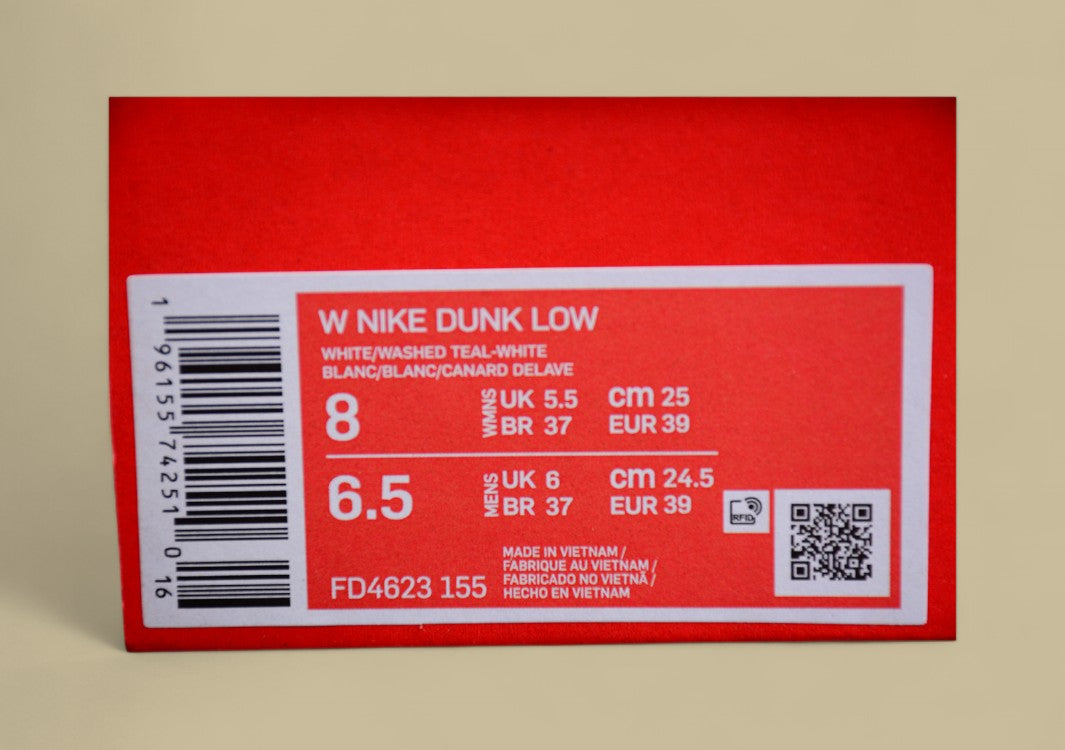 W NIKE DUNK LOW
WHITE/WASHED TEAL-WHITE
BLANC/BLANC/CANARD DELAVE
8 WMNS UK 5.5 cm 25
BR 37 EUR 39
6.5 MENS UK 6 cm 24.5
BR 37 EUR 39
RFID
MADE IN VIETNAM /
FABRIQUE AU VIETNAM /
FABRICADO NO VIETNÃ /
HECHO EN VIETNAM
FD4623 155
1 96155 74251 0 16